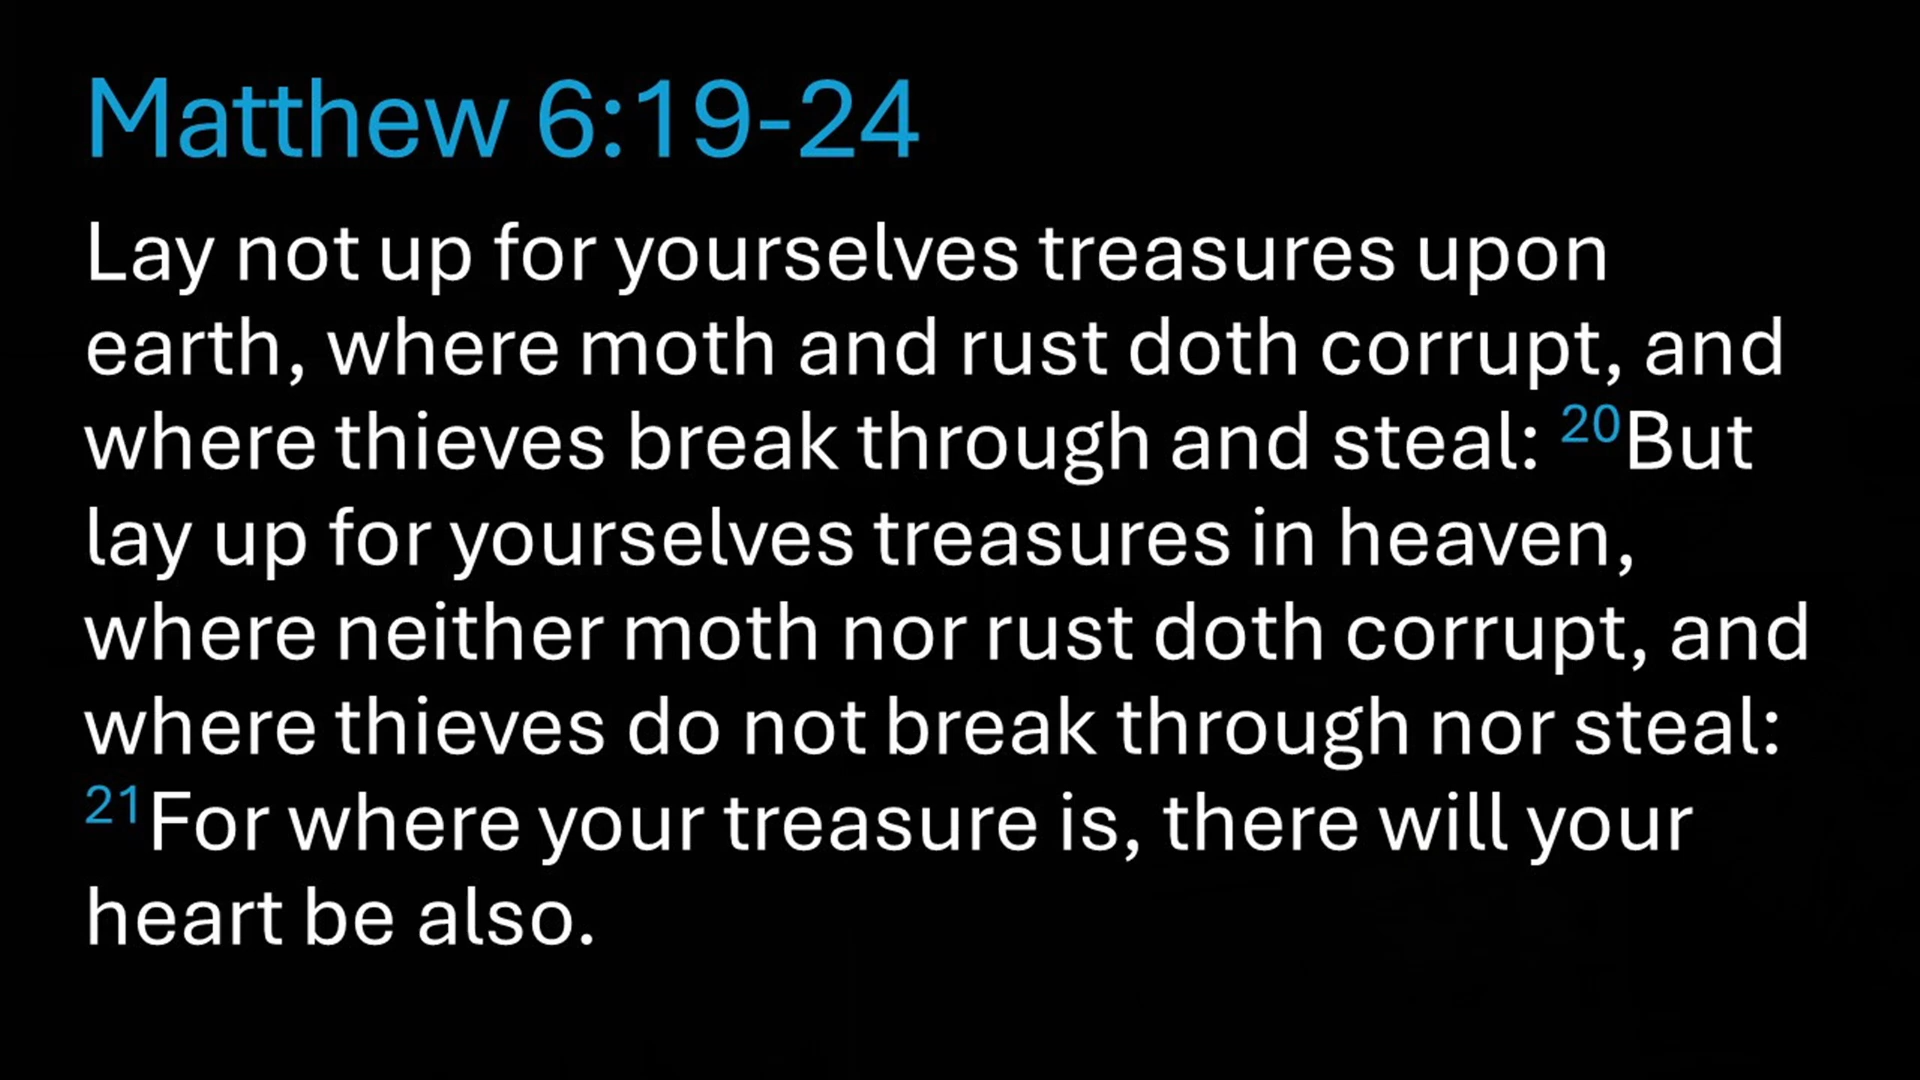 Matthew 6:19-24
Lay not up for yourselves treasures upon
earth, where moth and rust doth corrupt, and
where thieves break through and steal: 20But
lay up for yourselves treasures in heaven,
where neither moth nor rust doth corrupt, and
where thieves do not break through nor steal:
21For where your treasure is, there will your
heart be also.